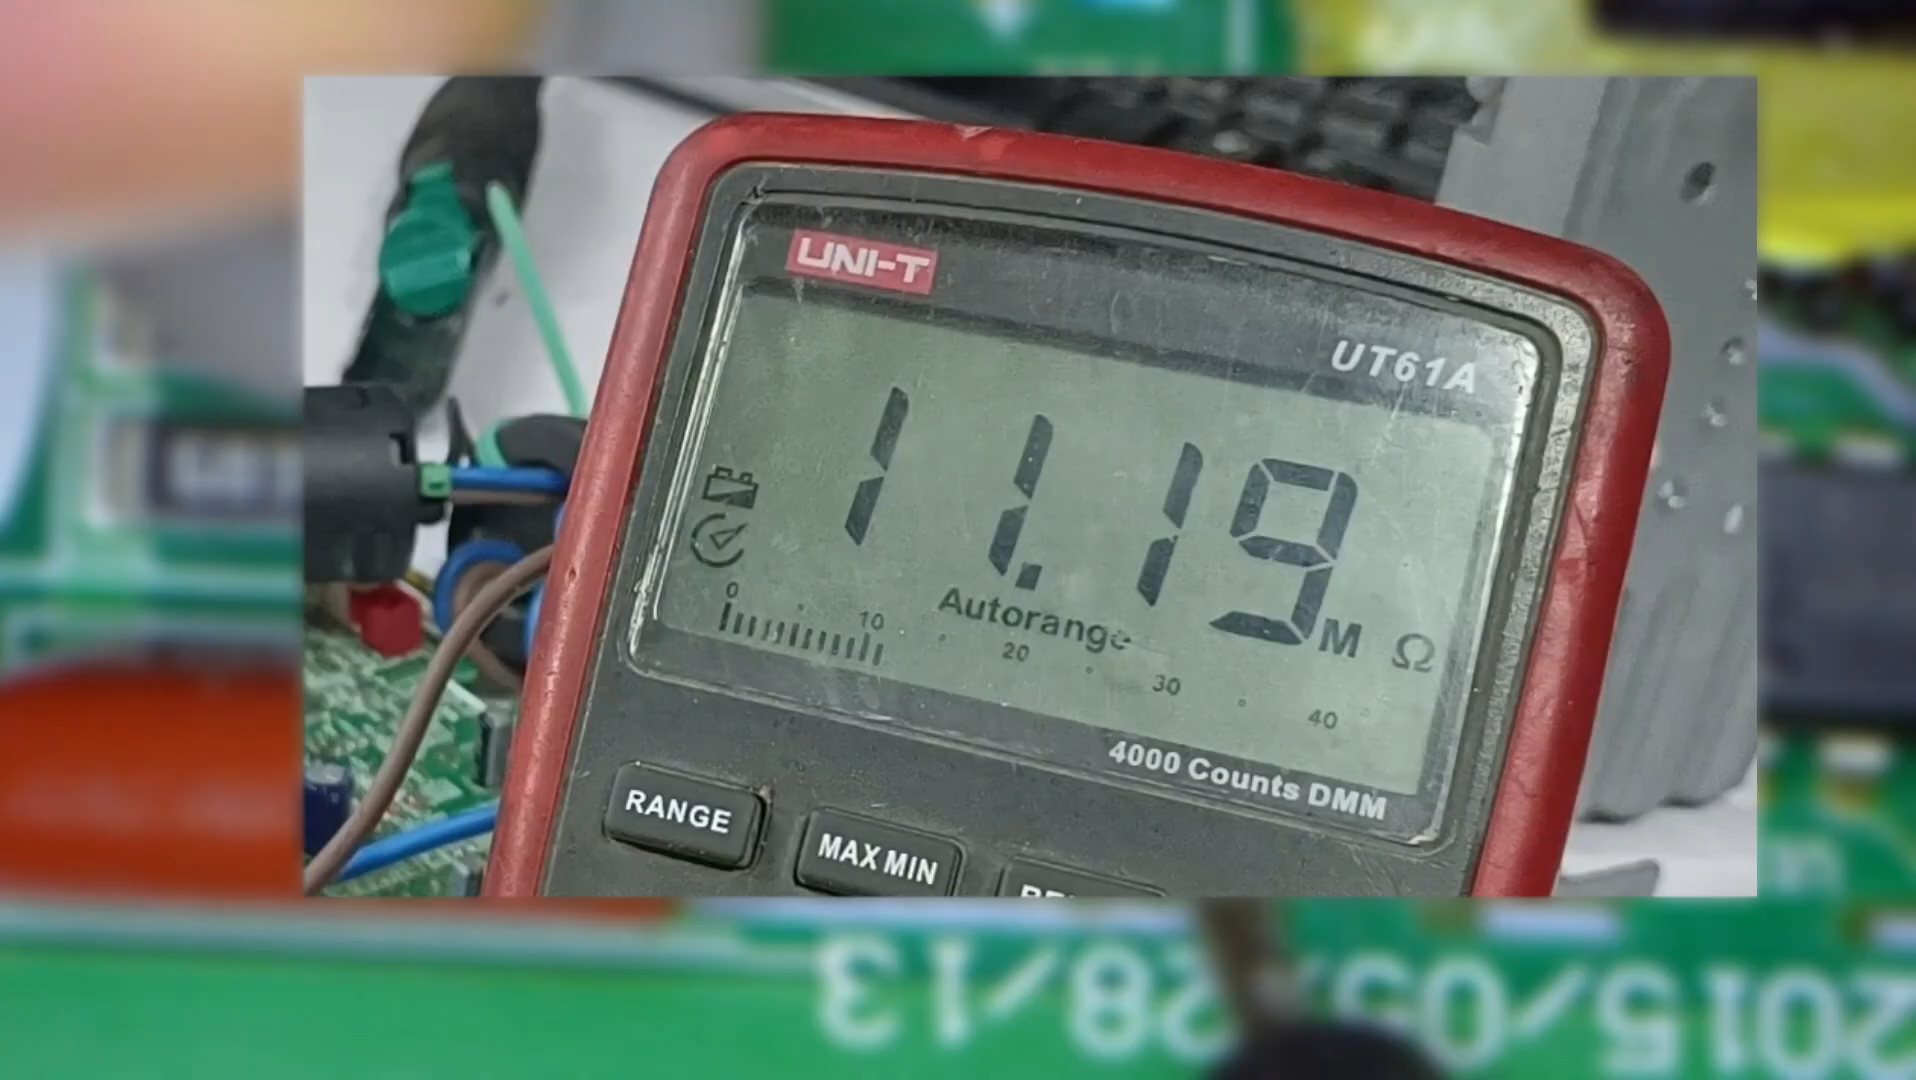 UNI-T
UT61A
11.19 M Ω
Autorange
0 10 20 30 40
4000 Counts DMM
RANGE
MAX MIN
2015/05/28/13